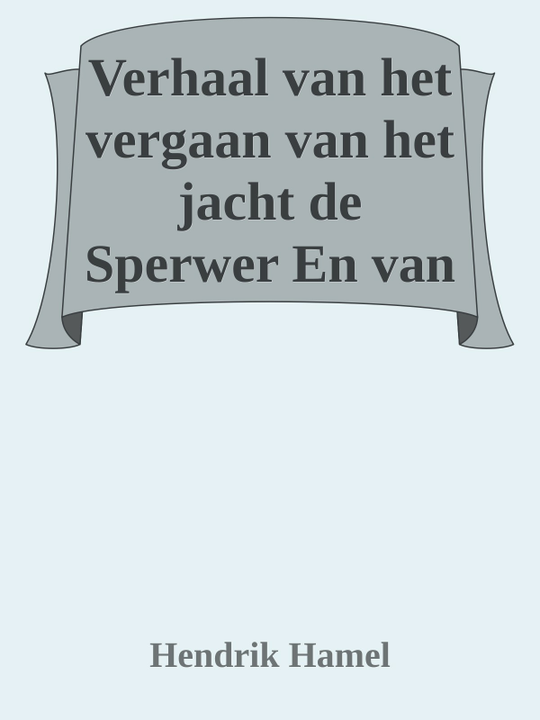 Verhaal van het
vergaan van het
jacht de
Sperwer En van
Hendrik Hamel